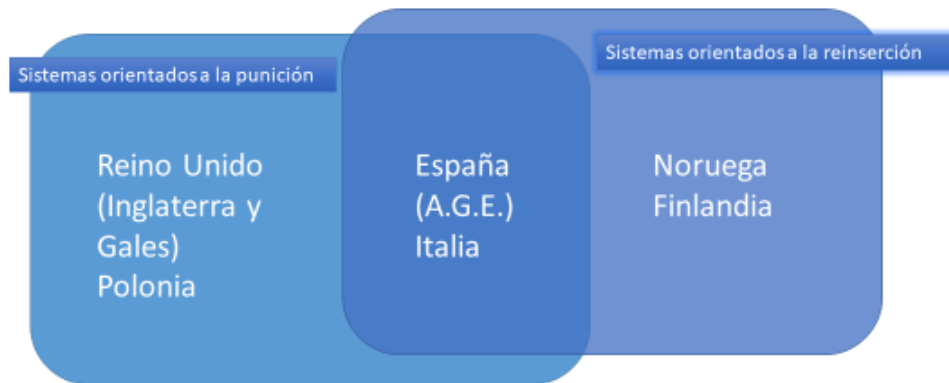 Sistemas orientados a la punición
Sistemas orientados a la reinserción
Reino Unido
(Inglaterra y
Gales)
Polonia
España
(A.G.E.)
Italia
Noruega
Finlandia